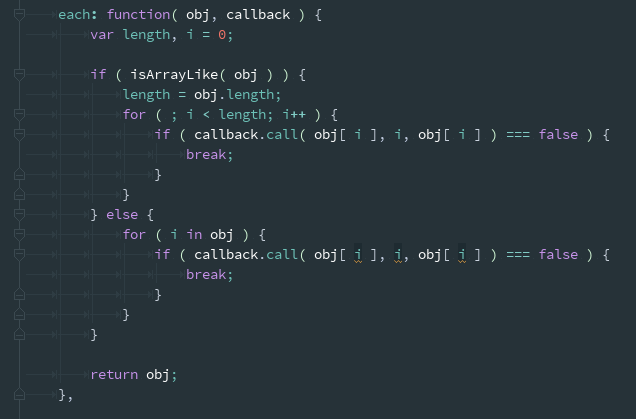 each: function( obj, callback ) {
var length, i = 0;
if ( isArrayLike( obj ) ) {
length = obj.length;
for ( ; i < length; i++ ) {
if ( callback.call( obj[ i ], i, obj[ i ] ) === false ) {
break;
}
}
} else {
for ( i in obj ) {
if ( callback.call( obj[ i ], i, obj[ i ] ) === false ) {
break;
}
}
}
return obj;
},